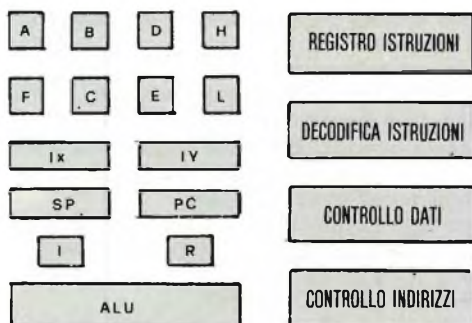 A B D H
F C E L
Ix IY
SP PC
I R
ALU
REGISTRO ISTRUZIONI
DECODIFICA ISTRUZIONI
CONTROLLO DATI
CONTROLLO INDIRIZZI